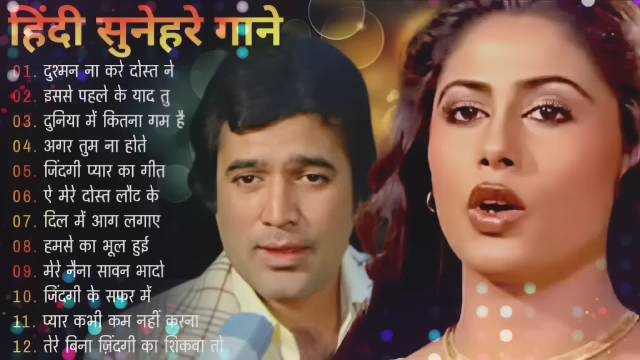 हिंदी सुनेहरे गाने
01. दुश्मन ना करे दोस्त ने
02. इससे पहले के याद तु
03. दुनिया में कितना गम है
04. अगर तुम ना होते
05. जिंदगी प्यार का गीत
06. ऐ मेरे दोस्त लौट के
07. दिल में आग लगाए
08. हमसे का भूल हुई
09. मेरे नैना सावन भादो
10. जिंदगी के सफर में
11. प्यार कभी कम नहीं करना
12. तेरे बिना ज़िंदगी का शिकवा तो